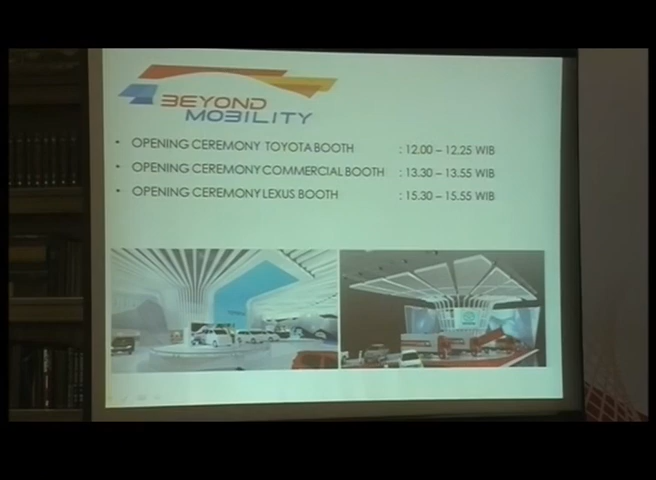 BEYOND
MOBILITY
• OPENING CEREMONY TOYOTA BOOTH : 12.00 – 12.25 WIB
• OPENING CEREMONY COMMERCIAL BOOTH : 13.30 – 13.55 WIB
• OPENING CEREMONY LEXUS BOOTH : 15.30 – 15.55 WIB